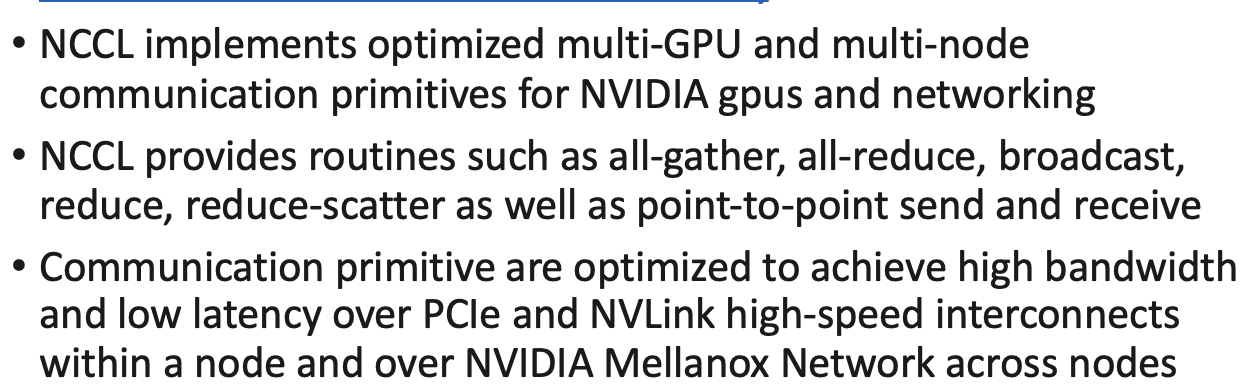 • NCCL implements optimized multi-GPU and multi-node
communication primitives for NVIDIA gpus and networking
• NCCL provides routines such as all-gather, all-reduce, broadcast,
reduce, reduce-scatter as well as point-to-point send and receive
• Communication primitive are optimized to achieve high bandwidth
and low latency over PCIe and NVLink high-speed interconnects
within a node and over NVIDIA Mellanox Network across nodes